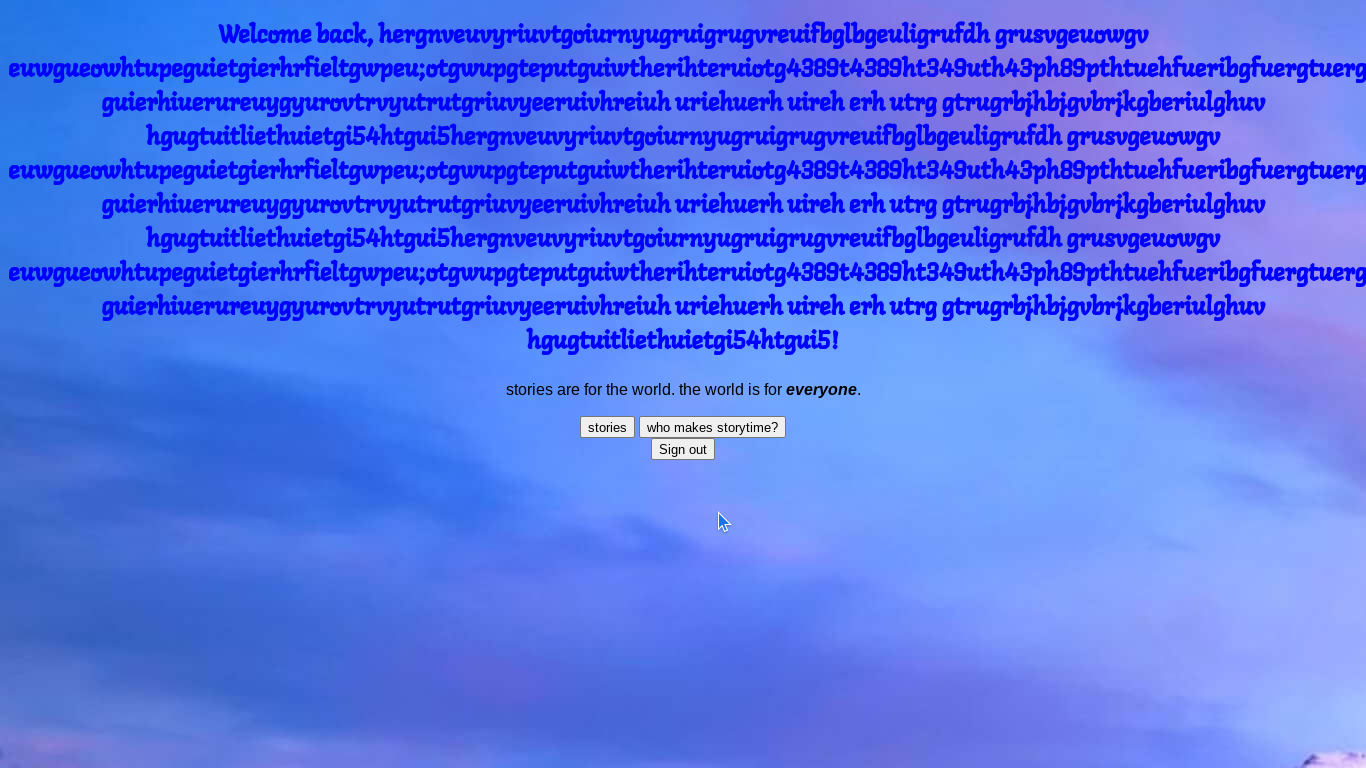 Welcome back, hergnveuvyriuvtgoiurnyugruigrugvreuifbglbgeuligrufdh grusvgeuowgv
euwgueowhtupeguietgierhrfieltgwpeu;otgwupgteputguiwtherihteruiotg4389t4389ht349uth43ph89pthtuehfueribgfuergtuerg
guierhiuerureuygyurovtrvyutrutgriuvyeeruivhreiuh uriehuerh uireh erh utrg gtrugrbjhbjgvbrjkgberiulghuv
hgugtuitliethuietgi54htgui5hergnveuvyriuvtgoiurnyugruigrugvreuifbglbgeuligrufdh grusvgeuowgv
euwgueowhtupeguietgierhrfieltgwpeu;otgwupgteputguiwtherihteruiotg4389t4389ht349uth43ph89pthtuehfueribgfuergtuerg
guierhiuerureuygyurovtrvyutrutgriuvyeeruivhreiuh uriehuerh uireh erh utrg gtrugrbjhbjgvbrjkgberiulghuv
hgugtuitliethuietgi54htgui5hergnveuvyriuvtgoiurnyugruigrugvreuifbglbgeuligrufdh grusvgeuowgv
euwgueowhtupeguietgierhrfieltgwpeu;otgwupgteputguiwtherihteruiotg4389t4389ht349uth43ph89pthtuehfueribgfuergtuerg
guierhiuerureuygyurovtrvyutrutgriuvyeeruivhreiuh uriehuerh uireh erh utrg gtrugrbjhbjgvbrjkgberiulghuv
hgugtuitliethuietgi54htgui5!
stories are for the world. the world is for everyone.
stories who makes storytime?
Sign out